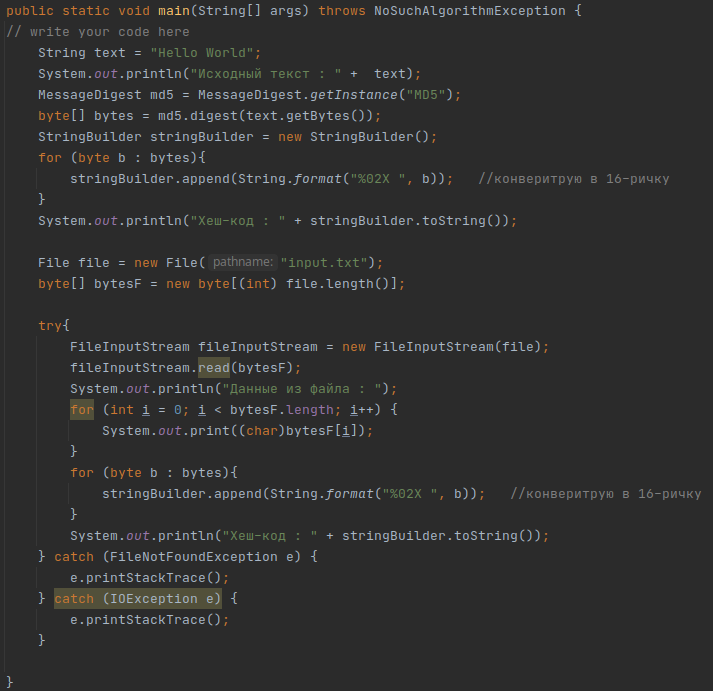 public static void main(String[] args) throws NoSuchAlgorithmException {
// write your code here
    String text = "Hello World";
    System.out.println("Исходный текст : " +  text);
    MessageDigest md5 = MessageDigest.getInstance("MD5");
    byte[] bytes = md5.digest(text.getBytes());
    StringBuilder stringBuilder = new StringBuilder();
    for (byte b : bytes){
        stringBuilder.append(String.format("%02X ", b));   //конверитрую в 16-ричку
    }
    System.out.println("Хеш-код : " + stringBuilder.toString());

    File file = new File( pathname: "input.txt");
    byte[] bytesF = new byte[(int) file.length()];

    try{
        FileInputStream fileInputStream = new FileInputStream(file);
        fileInputStream.read(bytesF);
        System.out.println("Данные из файла : ");
        for (int i = 0; i < bytesF.length; i++) {
            System.out.print((char)bytesF[i]);
        }
        for (byte b : bytes){
            stringBuilder.append(String.format("%02X ", b));   //конверитрую в 16-ричку
        }
        System.out.println("Хеш-код : " + stringBuilder.toString());
    } catch (FileNotFoundException e) {
        e.printStackTrace();
    } catch (IOException e) {
        e.printStackTrace();
    }

}